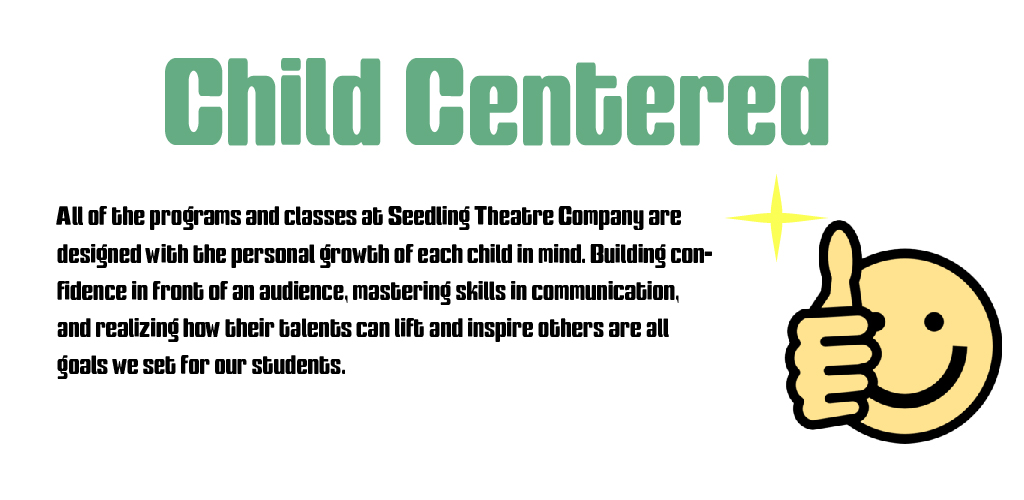 Child Centered
All of the programs and classes at Seedling Theatre Company are
designed with the personal growth of each child in mind. Building con-
fidence in front of an audience, mastering skills in communication,
and realizing how their talents can lift and inspire others are all
goals we set for our students.